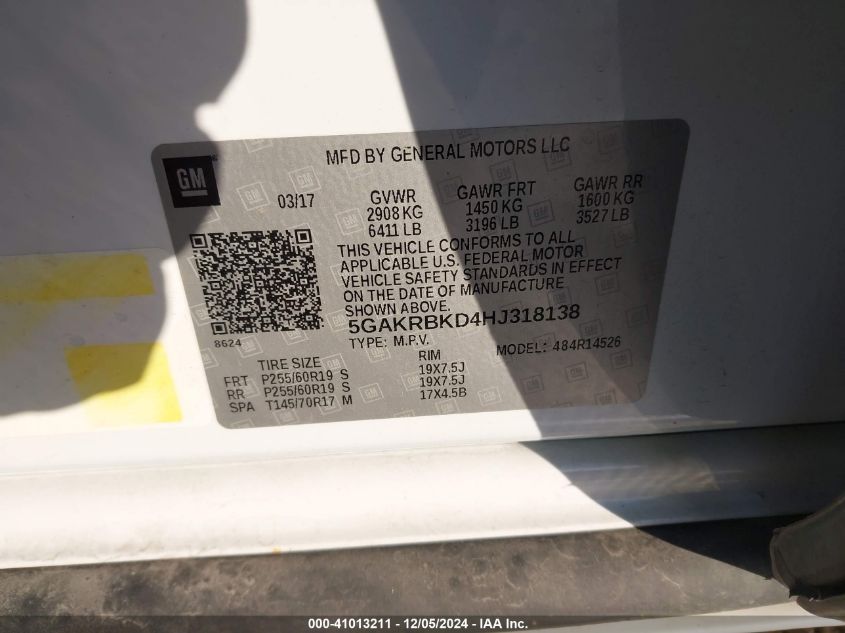 GM
MFD BY GENERAL MOTORS LLC
03/17
GVWR
2908 KG
6411 LB
GAWR FRT
1450 KG
3196 LB
GAWR RR
1600 KG
3527 LB
THIS VEHICLE CONFORMS TO ALL
APPLICABLE U.S. FEDERAL MOTOR
VEHICLE SAFETY STANDARDS IN EFFECT
ON THE DATE OF MANUFACTURE
SHOWN ABOVE.
5GAKRBKD4HJ318138
8624
TYPE: M.P.V.
MODEL: 484R14526
TIRE SIZE
RIM
FRT P255/60R19 S 19X7.5J
RR P255/60R19 S 19X7.5J
SPA T145/70R17 M 17X4.5B
000-41013211 - 12/05/2024 - IAA Inc.